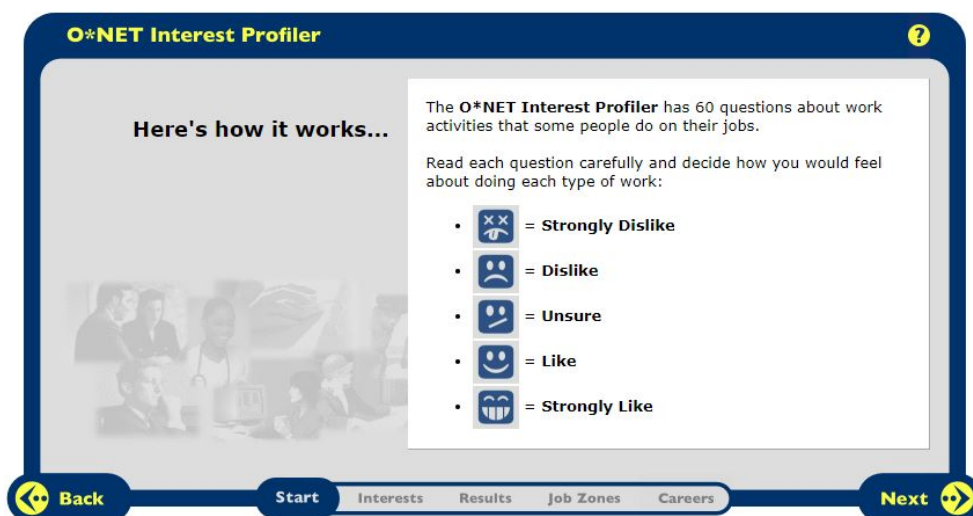 O*NET Interest Profiler
?
Here's how it works...
The O*NET Interest Profiler has 60 questions about work
activities that some people do on their jobs.
Read each question carefully and decide how you would feel
about doing each type of work:
• = Strongly Dislike
• = Dislike
• = Unsure
• = Like
• = Strongly Like
Back
Start Interests Results Job Zones Careers
Next